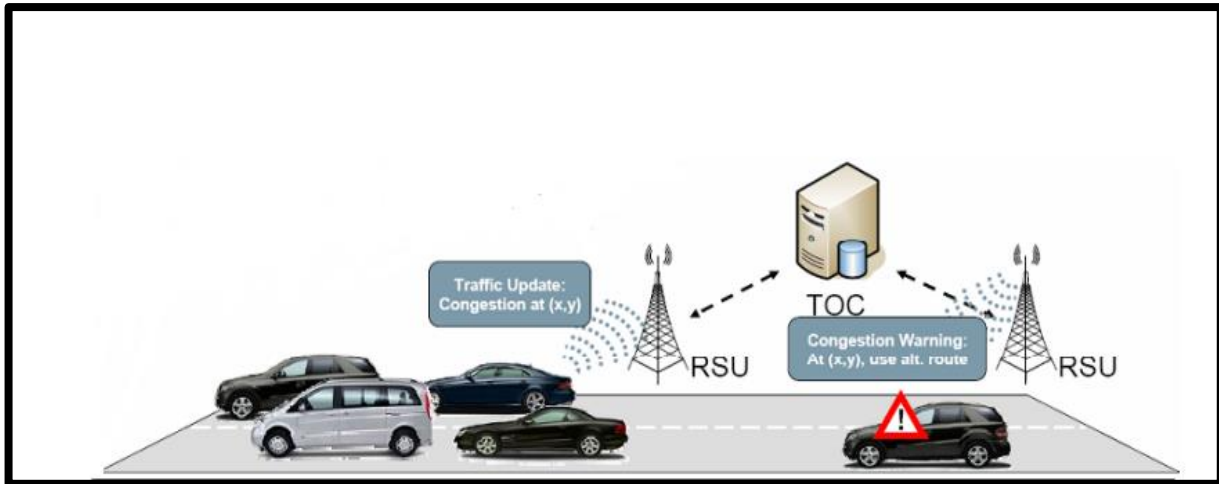 Traffic Update:
Congestion at (x,y)
RSU
TOC
Congestion Warning:
At (x,y), use alt. route
RSU